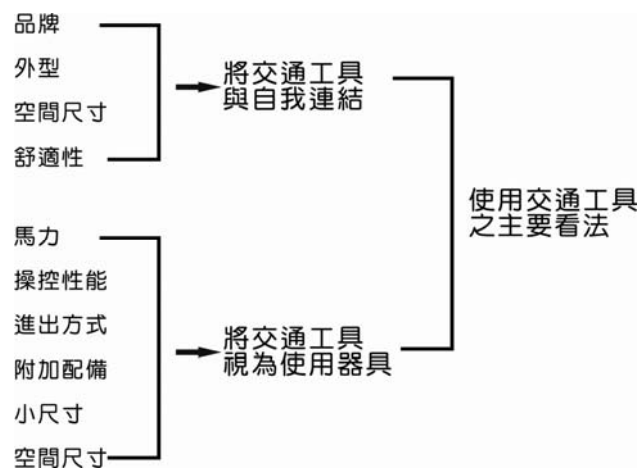 品牌
外型
空間尺寸
舒適性
將交通工具
與自我連結
馬力
操控性能
進出方式
附加配備
小尺寸
空間尺寸
將交通工具
視為使用器具
使用交通工具
之主要看法